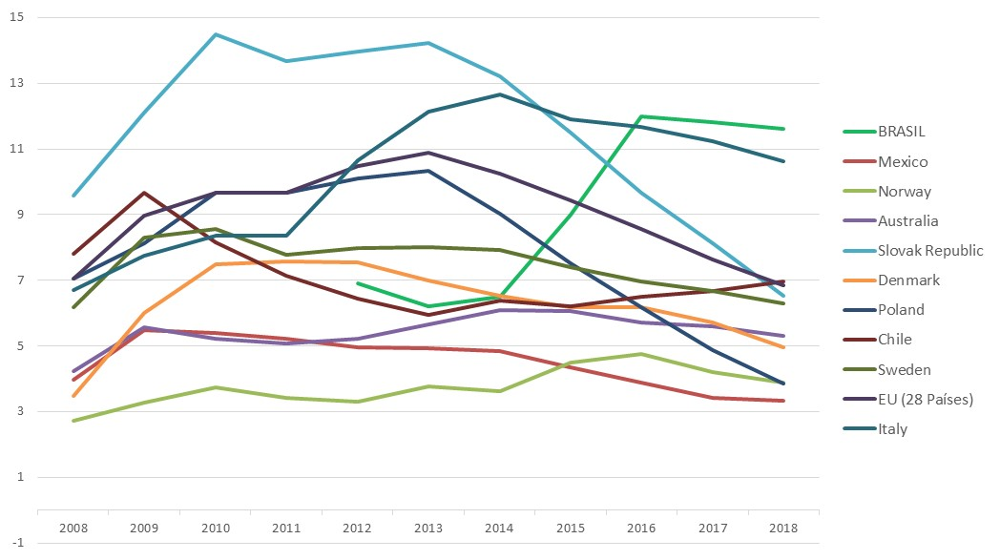 15
13
11
9
7
5
3
1
-1
2008 2009 2010 2011 2012 2013 2014 2015 2016 2017 2018
BRASIL
Mexico
Norway
Australia
Slovak Republic
Denmark
Poland
Chile
Sweden
EU (28 Países)
Italy